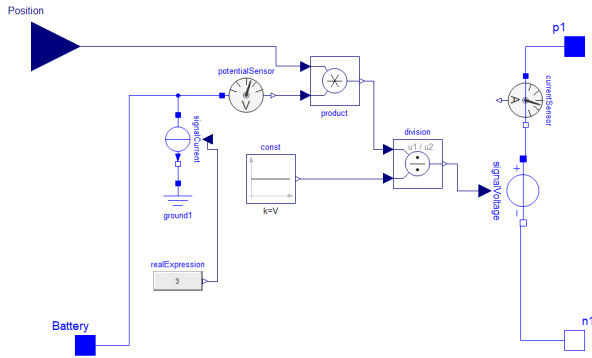 Position
p1
potentialSensor
V
product
currentSensor
A
signalCurrent
const
k=V
division
u1 / u2
signalVoltage
+
−
ground1
realExpression
3
Battery
n1